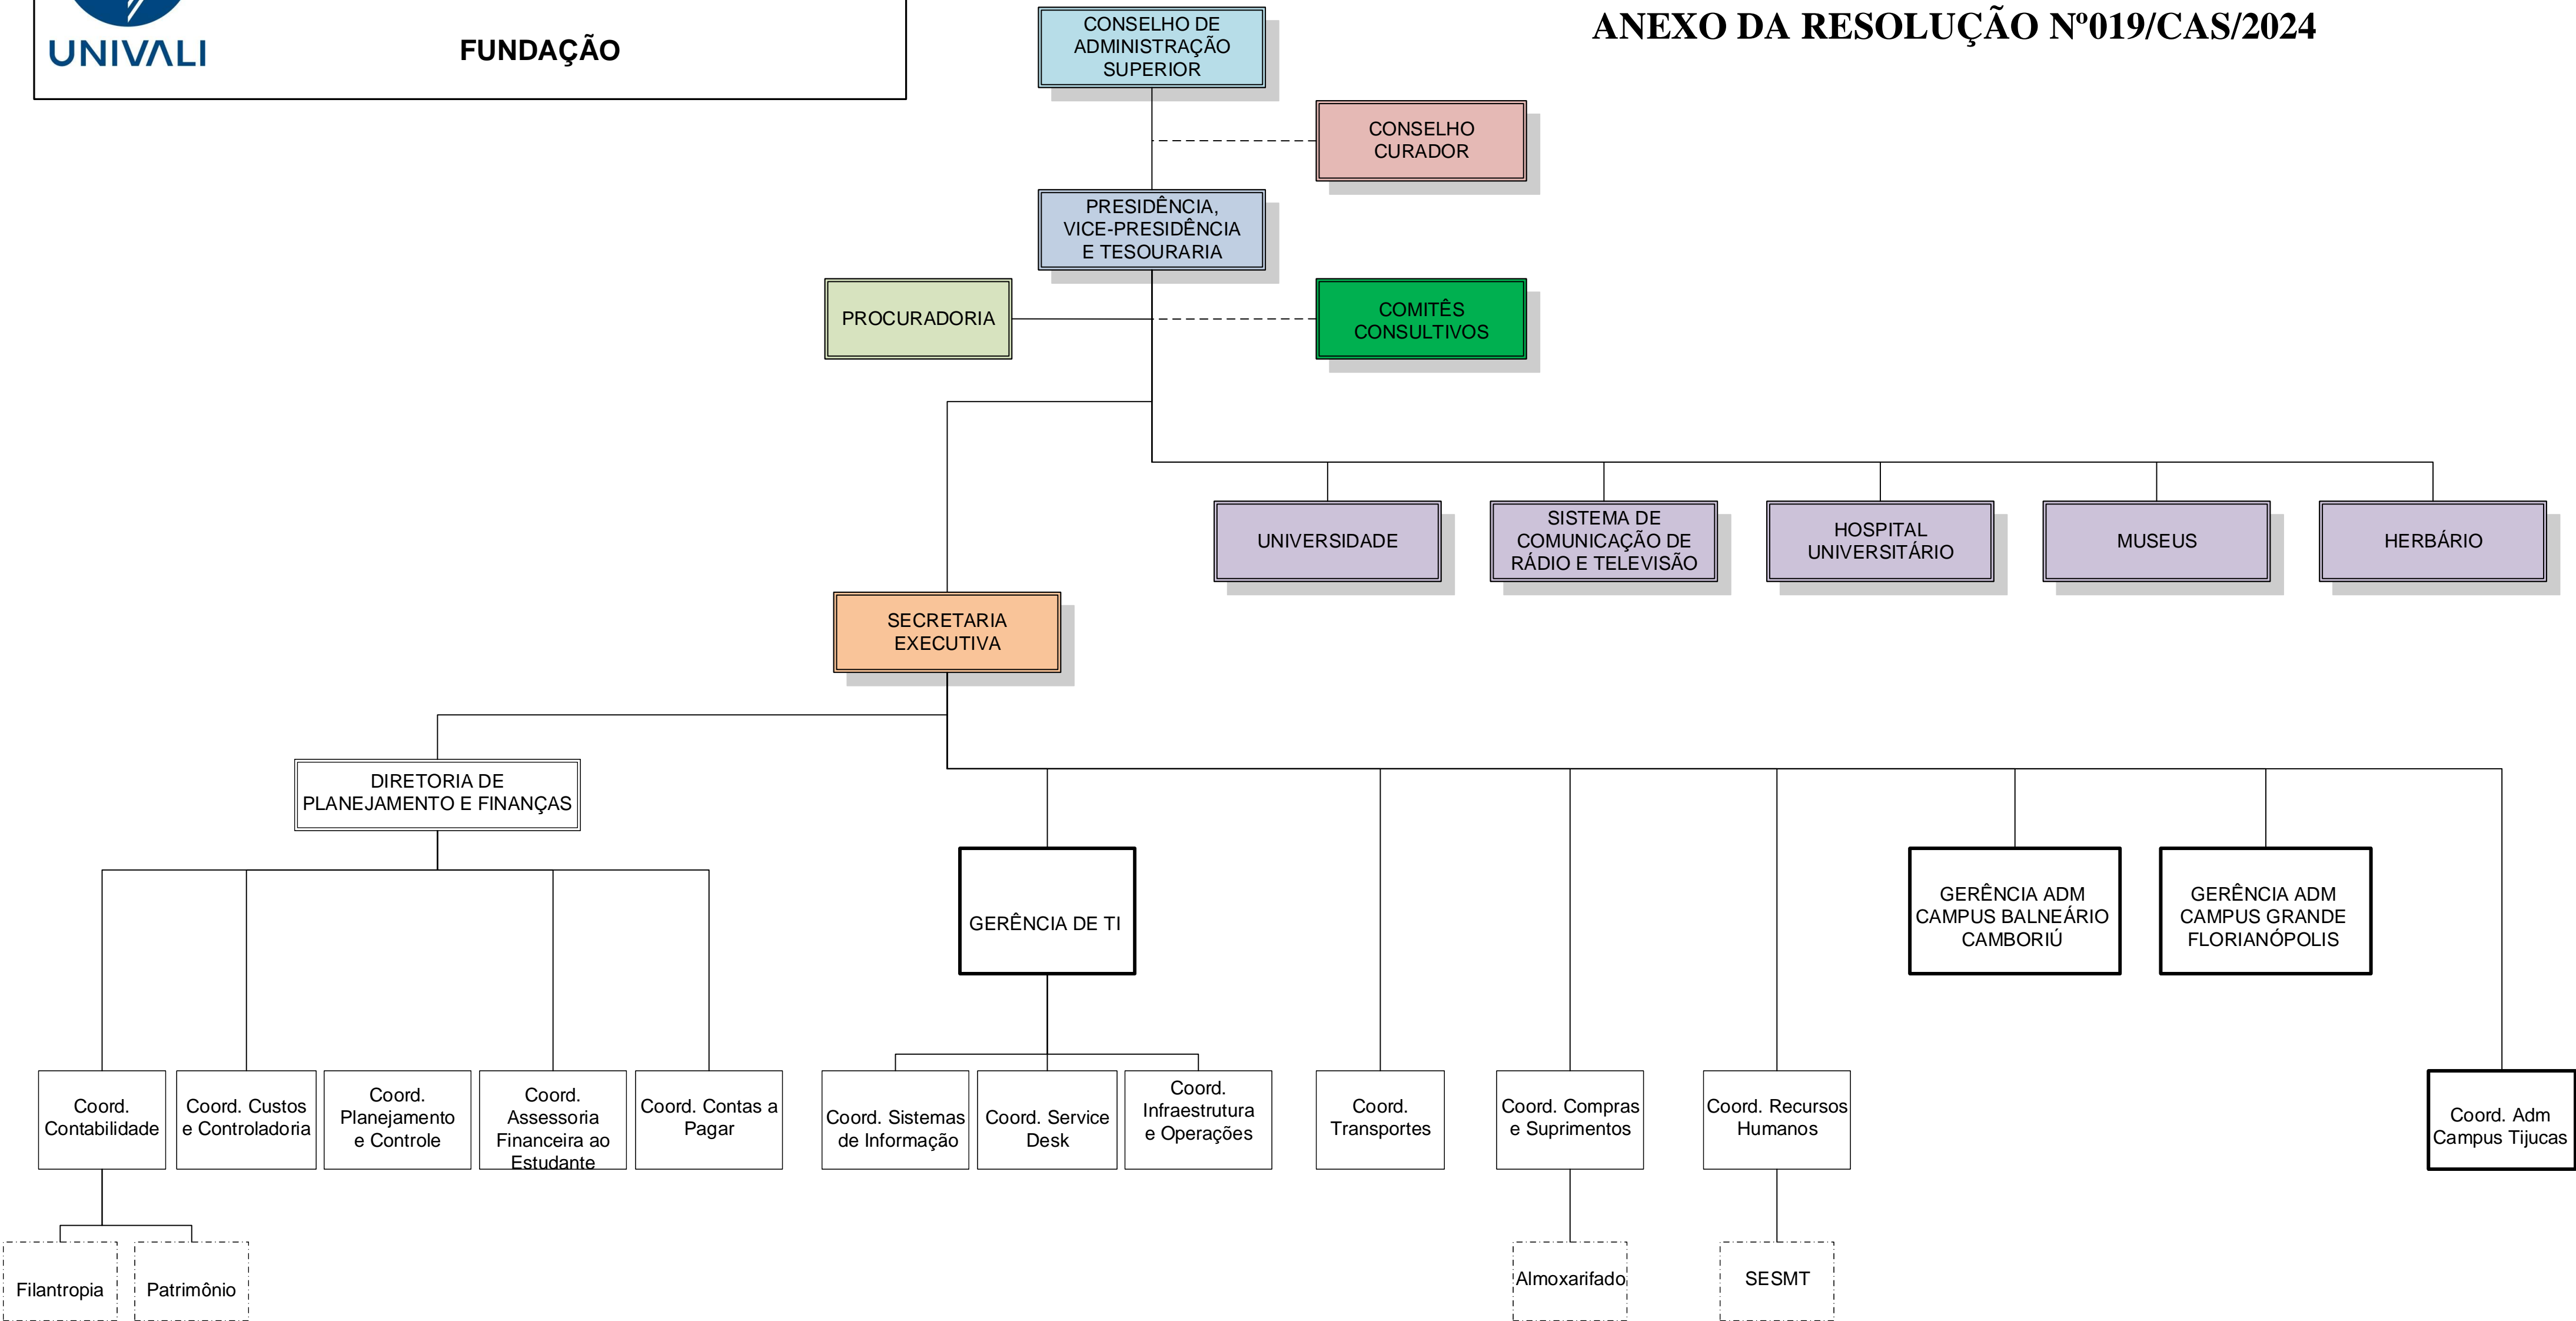 UNIVALI
FUNDAÇÃO
ANEXO DA RESOLUÇÃO Nº019/CAS/2024
CONSELHO DE
ADMINISTRAÇÃO
SUPERIOR
CONSELHO
CURADOR
PRESIDÊNCIA,
VICE-PRESIDÊNCIA
E TESOURARIA
PROCURADORIA
COMITÊS
CONSULTIVOS
UNIVERSIDADE
SISTEMA DE
COMUNICAÇÃO DE
RÁDIO E TELEVISÃO
HOSPITAL
UNIVERSITÁRIO
MUSEUS
HERBÁRIO
SECRETARIA
EXECUTIVA
DIRETORIA DE
PLANEJAMENTO E FINANÇAS
GERÊNCIA DE TI
GERÊNCIA ADM
CAMPUS BALNEÁRIO
CAMBORIÚ
GERÊNCIA ADM
CAMPUS GRANDE
FLORIANÓPOLIS
Coord.
Contabilidade
Coord. Custos
e Controladoria
Coord.
Planejamento
e Controle
Coord.
Assessoria
Financeira ao
Estudante
Coord. Contas a
Pagar
Coord. Sistemas
de Informação
Coord. Service
Desk
Coord.
Infraestrutura
e Operações
Coord.
Transportes
Coord. Compras
e Suprimentos
Coord. Recursos
Humanos
Coord. Adm
Campus Tijucas
Filantropia
Patrimônio
Almoxarifado
SESMT